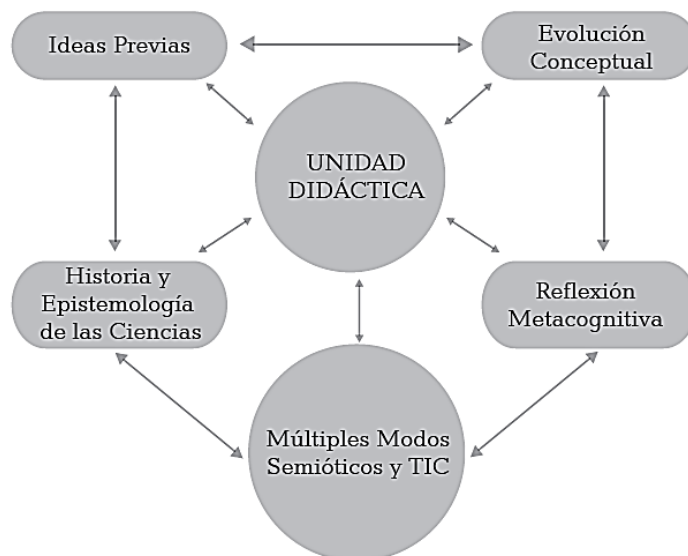 Ideas Previas
Evolución
Conceptual
UNIDAD
DIDÁCTICA
Historia y
Epistemología
de las Ciencias
Reflexión
Metacognitiva
Múltiples Modos
Semióticos y TIC